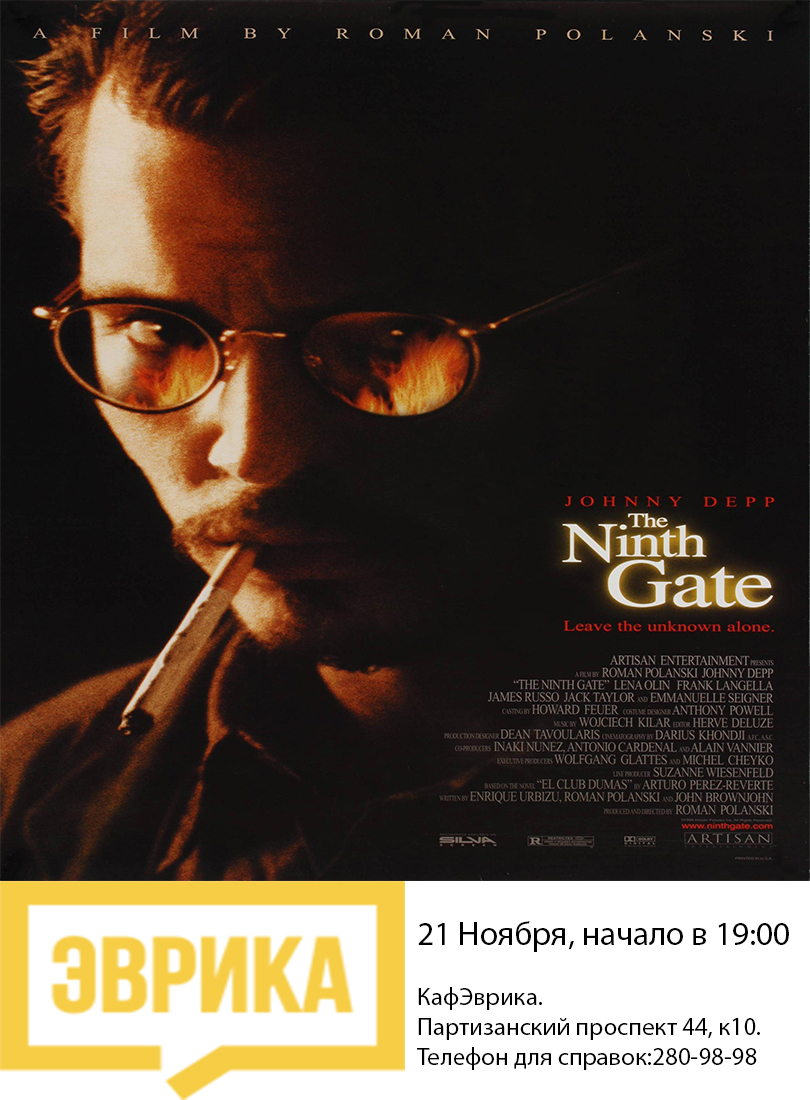 A FILM BY ROMAN POLANSKI
JOHNNY DEPP
The
Ninth
Gate
Leave the unknown alone.
ARTISAN ENTERTAINMENT PRESENTS
A FILM BY ROMAN POLANSKI JOHNNY DEPP
“THE NINTH GATE” LENA OLIN FRANK LANGELLA
JAMES RUSSO JACK TAYLOR AND EMMANUELLE SEIGNER
CASTING BY HOWARD FEUER COSTUME DESIGNER ANTHONY POWELL
MUSIC BY WOJCIECH KILAR EDITOR HERVE DELUZE
PRODUCTION DESIGNER DEAN TAVOULARIS CINEMATOGRAPHY BY DARIUS KHONDJI A.F.C., A.S.C.
CO-PRODUCERS INAKI NUNEZ, ANTONIO CARDENAL AND ALAIN VANNIER
EXECUTIVE PRODUCERS WOLFGANG GLATTES AND MICHEL CHEYKO
LINE PRODUCER SUZANNE WIESENFELD
BASED ON THE NOVEL “EL CLUB DUMAS” BY ARTURO PEREZ-REVERTE
WRITTEN BY ENRIQUE URBIZU, ROMAN POLANSKI AND JOHN BROWNJOHN
PRODUCED AND DIRECTED BY ROMAN POLANSKI
www.ninthgate.com
SILVA R RESTRICTED DOLBY DIGITAL ARTISAN
ЭВРИКА
21 Ноября, начало в 19:00
КафЭврика.
Партизанский проспект 44, к10.
Телефон для справок:280-98-98